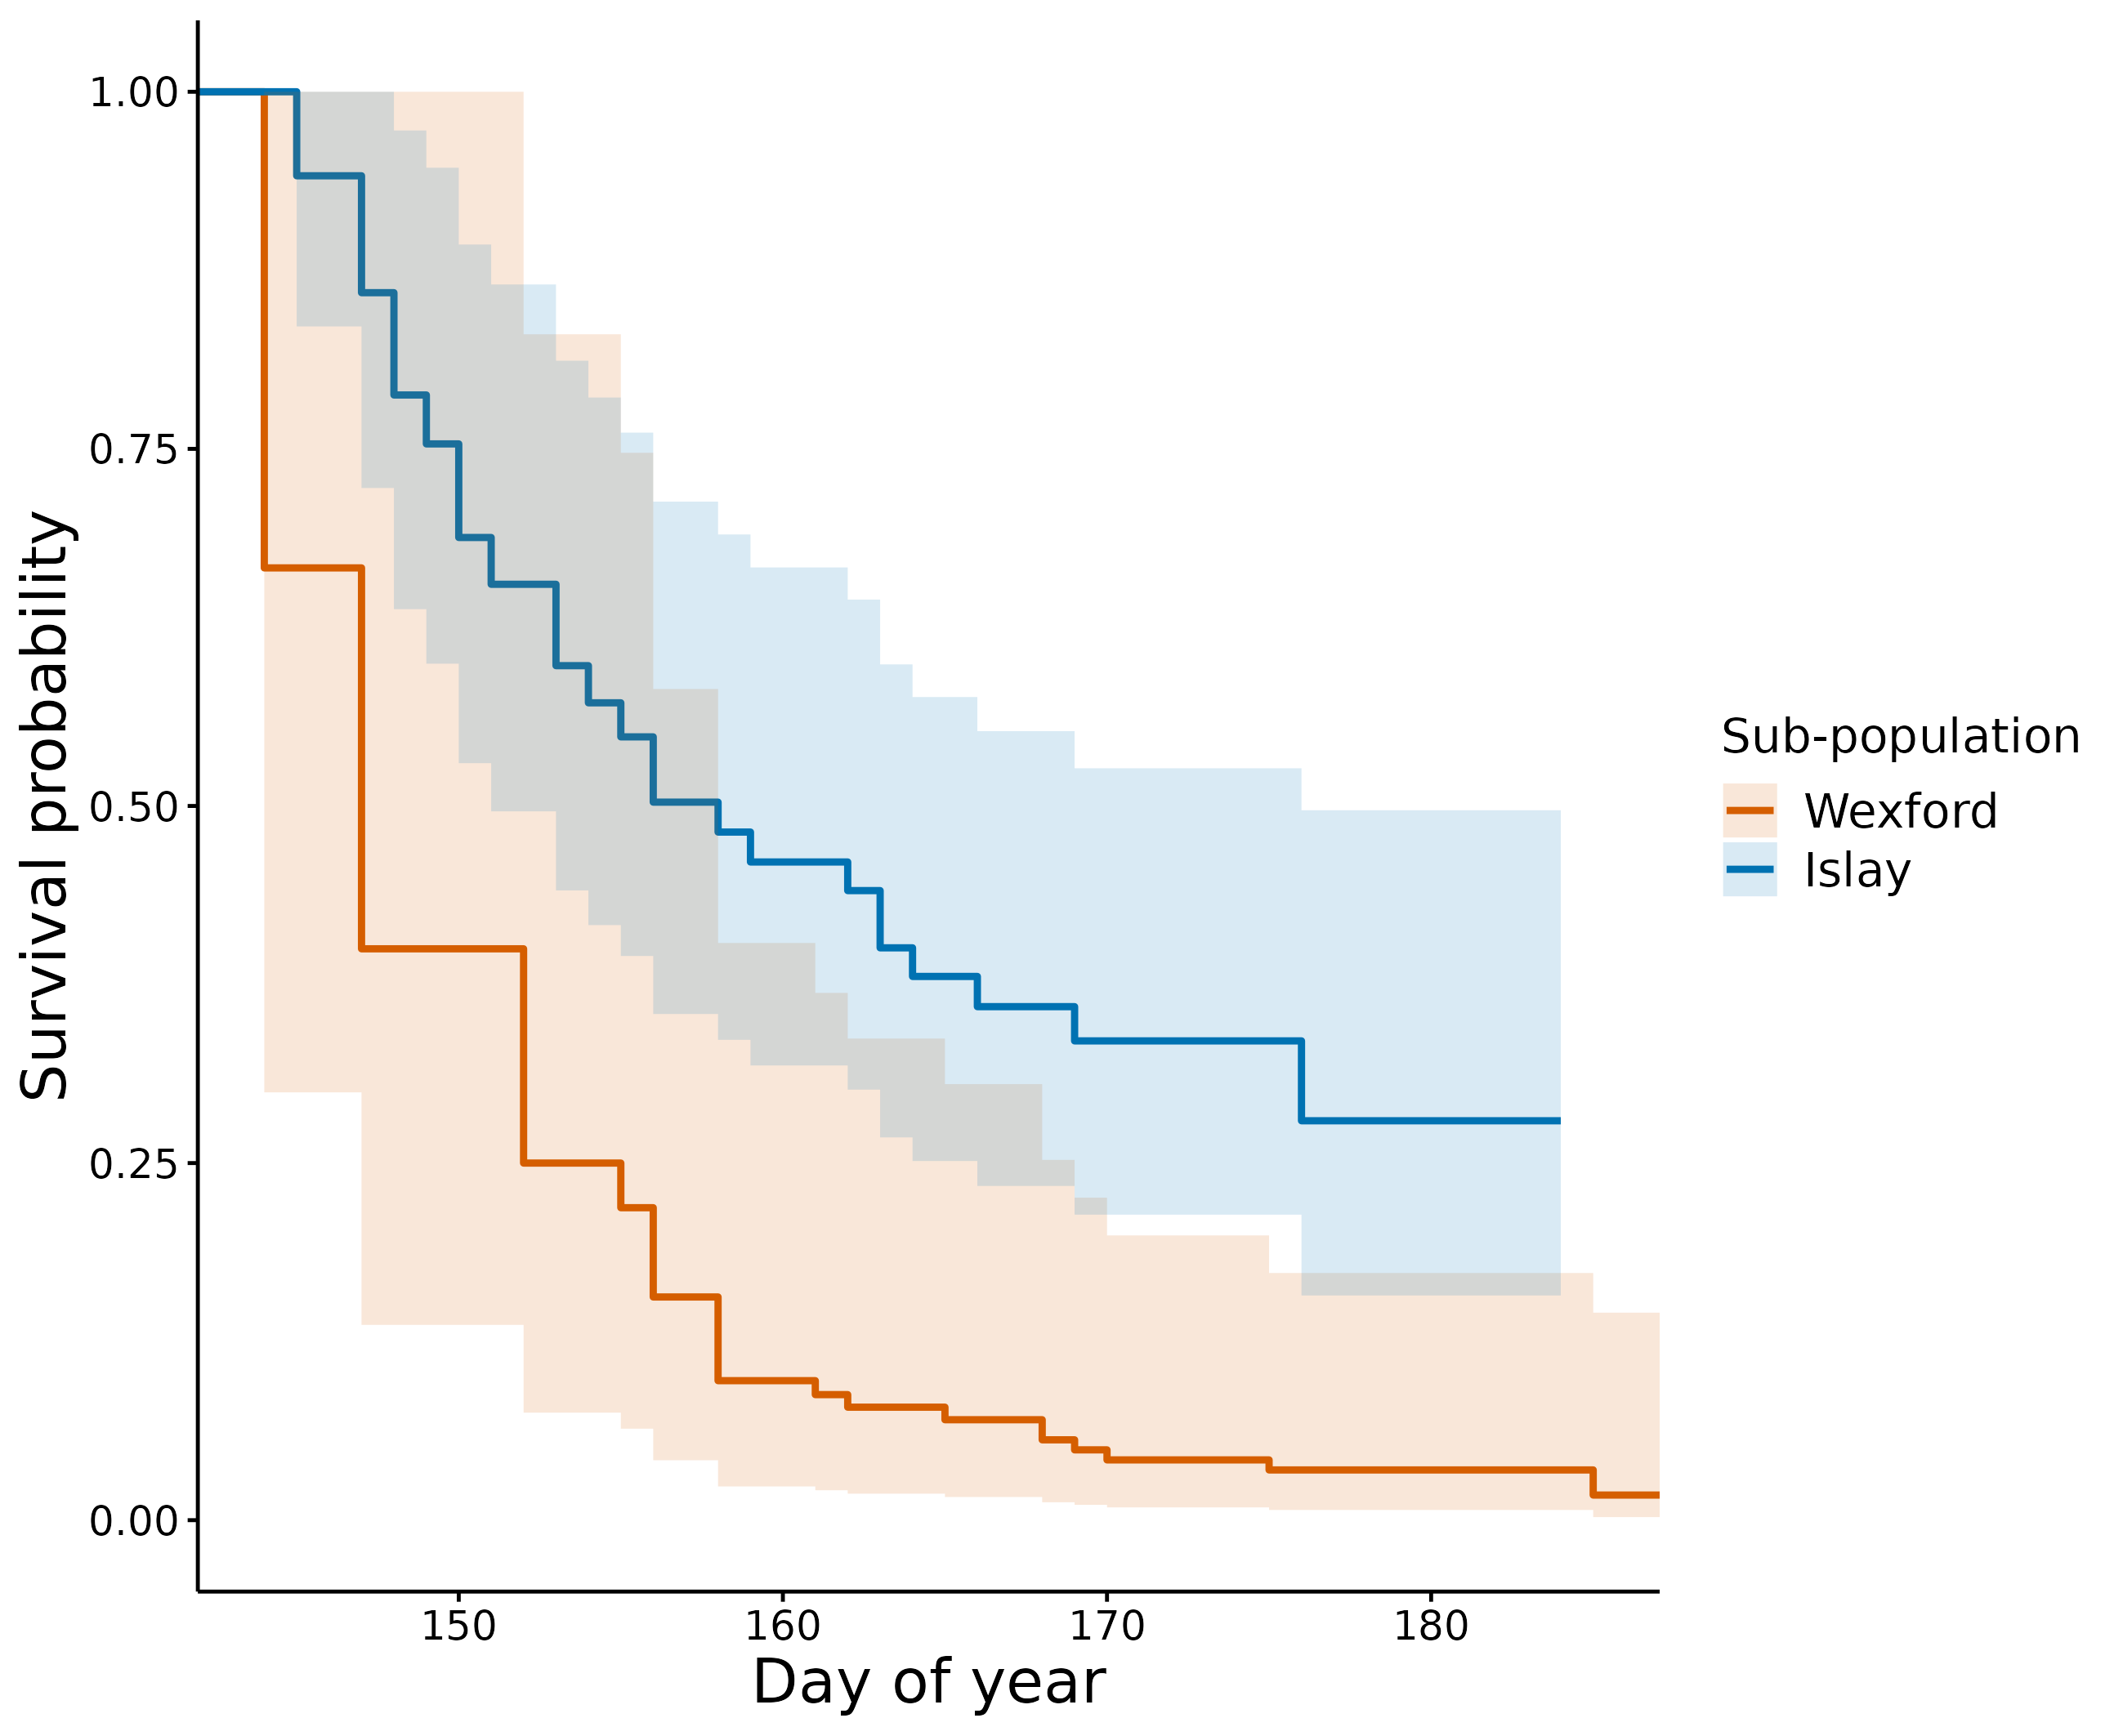 Survival probability
1.00
0.75
0.50
0.25
0.00
150 160 170 180
Day of year
Sub-population
Wexford
Islay